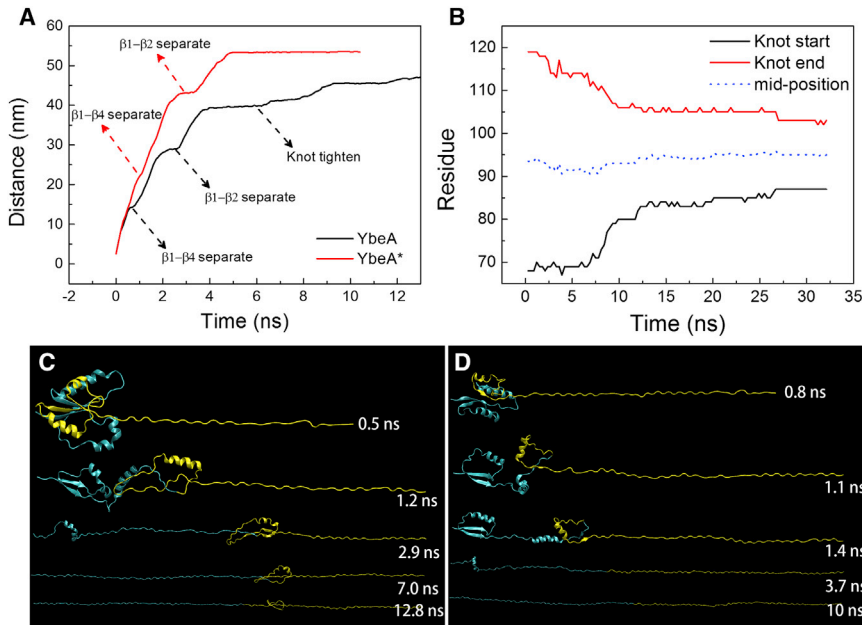 A
60
50
40
30
20
10
0
Distance (nm)
-2 0 2 4 6 8 10 12
Time (ns)
β1–β2 separate
β1–β4 separate
Knot tighten
β1–β2 separate
β1–β4 separate
YbeA
YbeA*
B
120
110
100
90
80
70
Residue
0 5 10 15 20 25 30 35
Time (ns)
Knot start
Knot end
mid-position
C
0.5 ns
1.2 ns
2.9 ns
7.0 ns
12.8 ns
D
0.8 ns
1.1 ns
1.4 ns
3.7 ns
10 ns